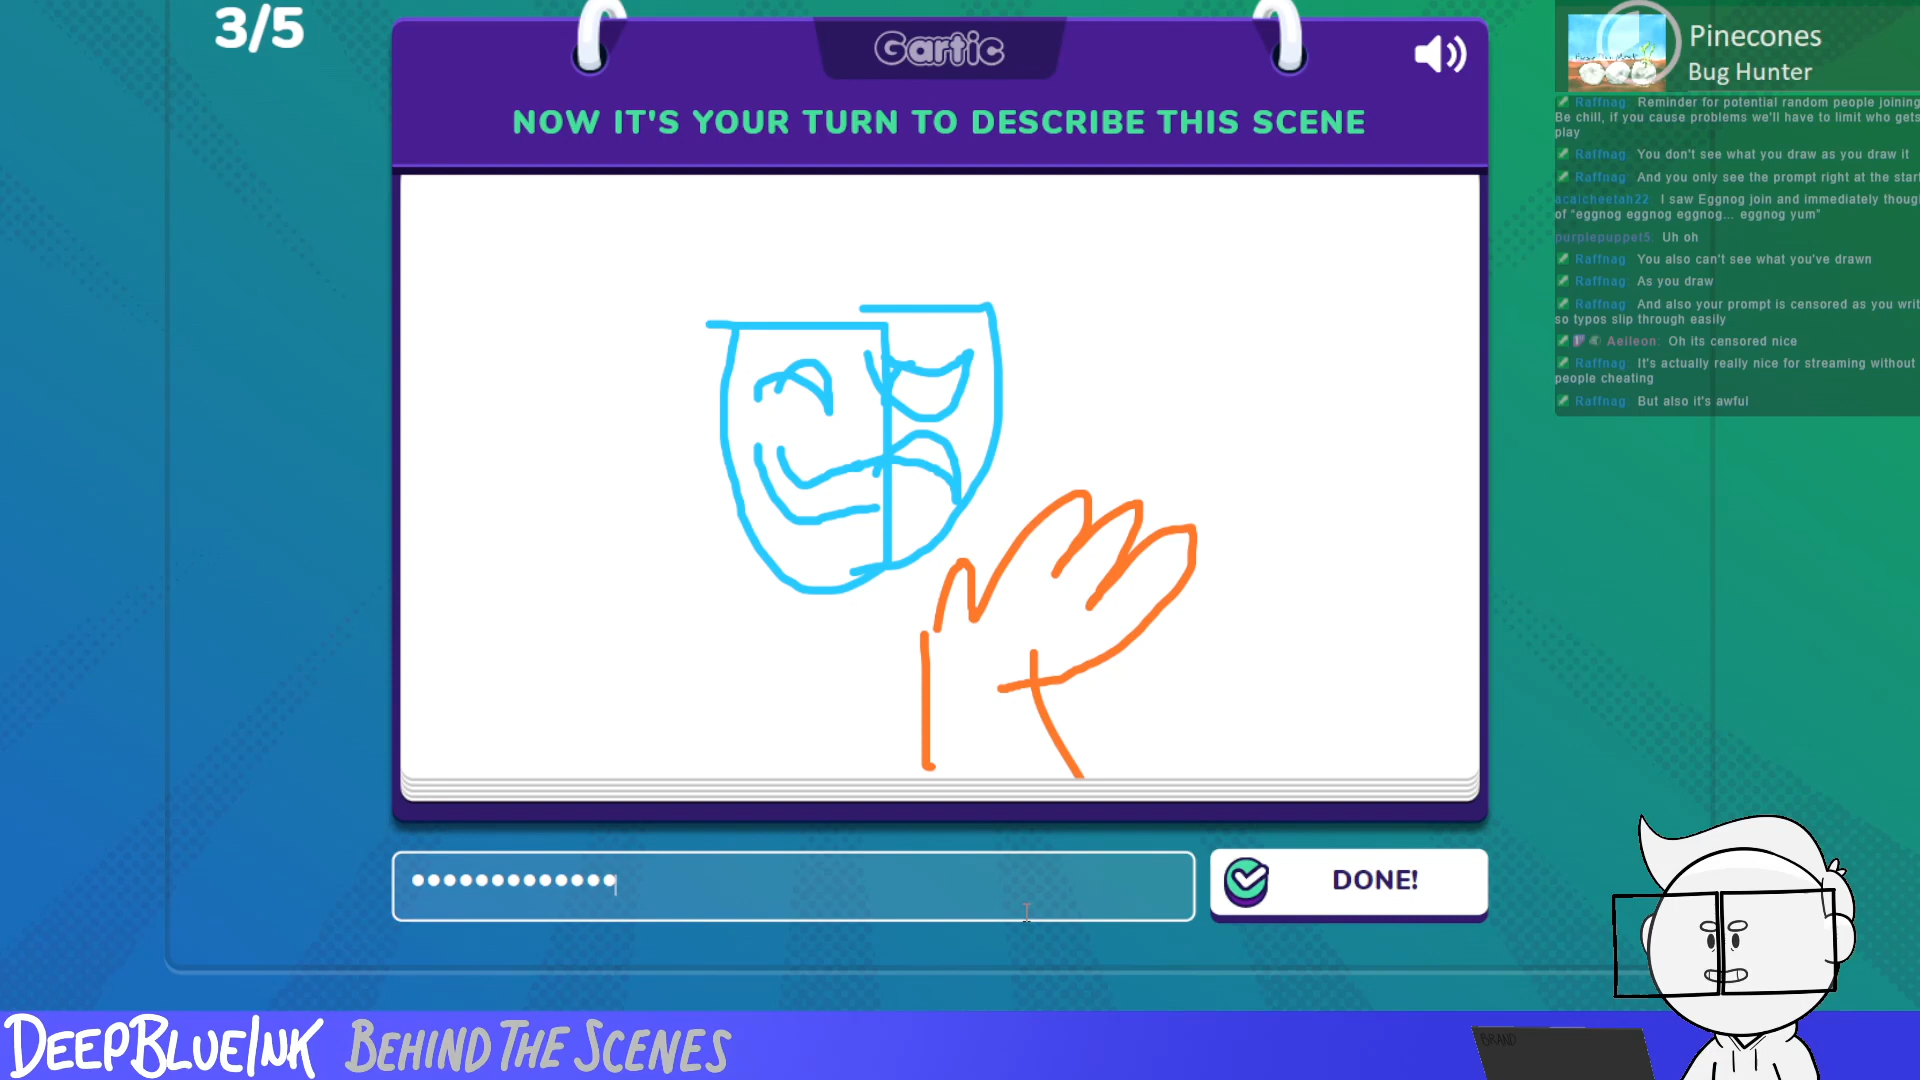 3/5
Gartic
NOW IT'S YOUR TURN TO DESCRIBE THIS SCENE
Pinecones
Bug Hunter
Raffnag: Reminder for potential random people joining
Be chill, if you cause problems we'll have to limit who gets
play
Raffnag: You don't see what you draw as you draw it
Raffnag: And you only see the prompt right at the start
acaicheetah22: I saw Eggnog join and immediately thoug
of "eggnog eggnog eggnog... eggnog yum"
purplepuppet5: Uh oh
Raffnag: You also can't see what you've drawn
Raffnag: As you draw
Raffnag: And also your prompt is censored as you writ
so typos slip through easily
Aeileon: Oh its censored nice
Raffnag: It's actually really nice for streaming without
people cheating
Raffnag: But also it's awful
DONE!
BRAND
DEEPBLUEINK BEHIND THE SCENES